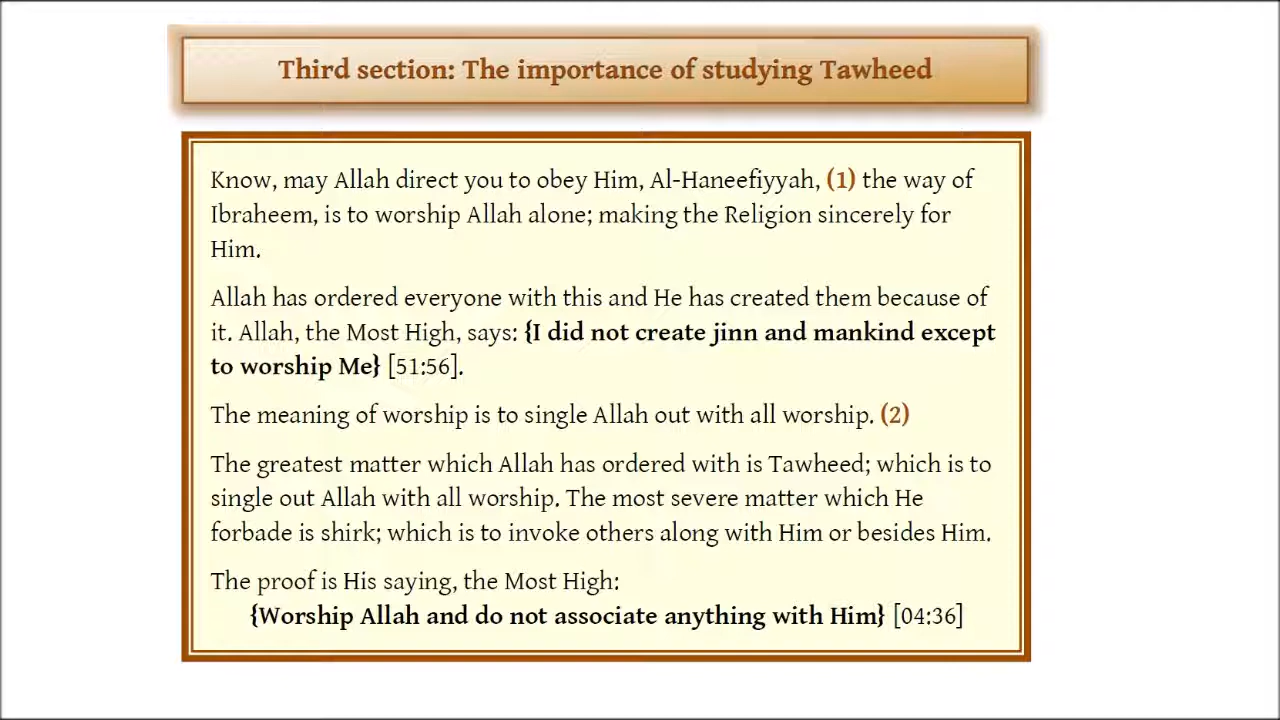 Third section: The importance of studying Tawheed
Know, may Allah direct you to obey Him, Al-Haneefiyyah, (1) the way of
Ibraheem, is to worship Allah alone; making the Religion sincerely for
Him.
Allah has ordered everyone with this and He has created them because of
it. Allah, the Most High, says: {I did not create jinn and mankind except
to worship Me} [51:56].
The meaning of worship is to single Allah out with all worship. (2)
The greatest matter which Allah has ordered with is Tawheed; which is to
single out Allah with all worship. The most severe matter which He
forbade is shirk; which is to invoke others along with Him or besides Him.
The proof is His saying, the Most High:
{Worship Allah and do not associate anything with Him} [04:36]